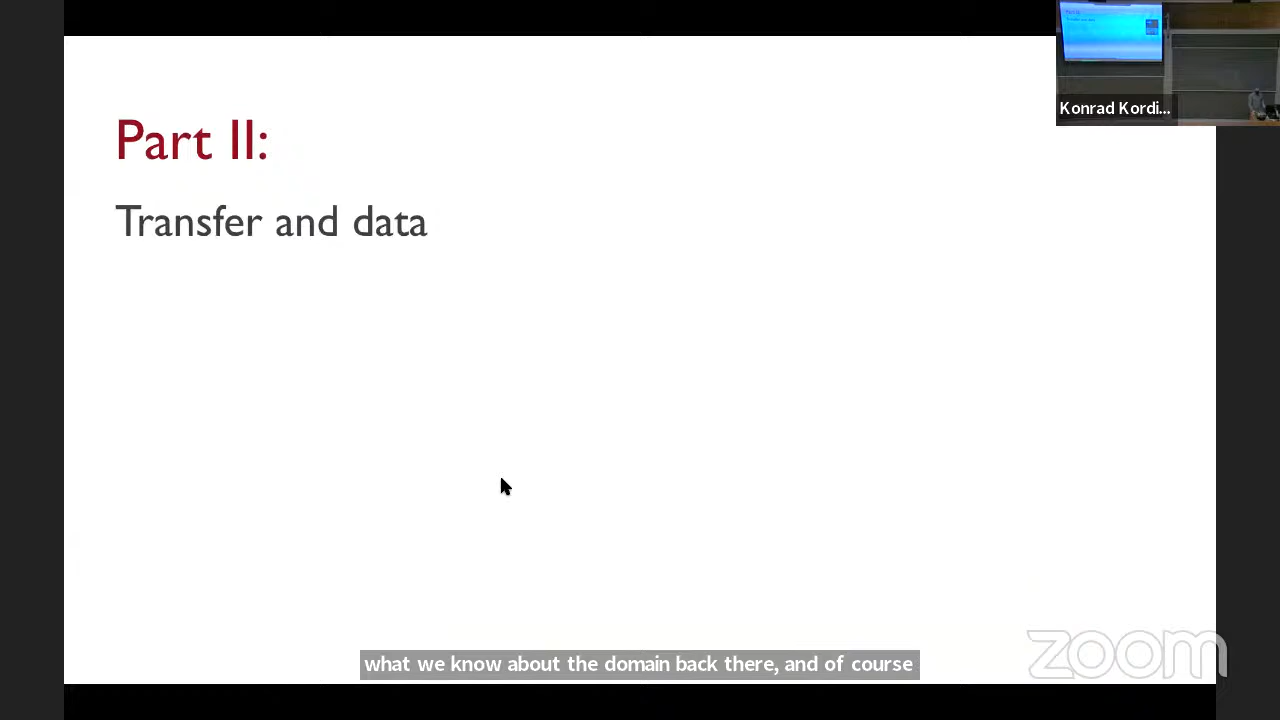 Part II:
Transfer and data
Konrad Kordi...
what we know about the domain back there, and of course
zoom